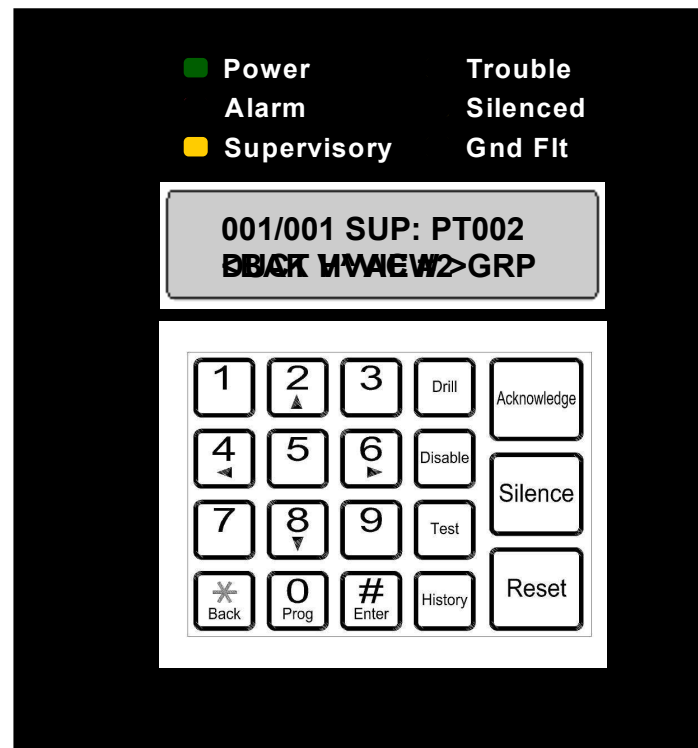 Power Trouble
Alarm Silenced
Supervisory Gnd Flt
001/001 SUP: PT002
>GRP
1 2 3 Drill Acknowledge
4 5 6 Disable
Silence
7 8 9 Test
* 0 # History Reset
Back Prog Enter